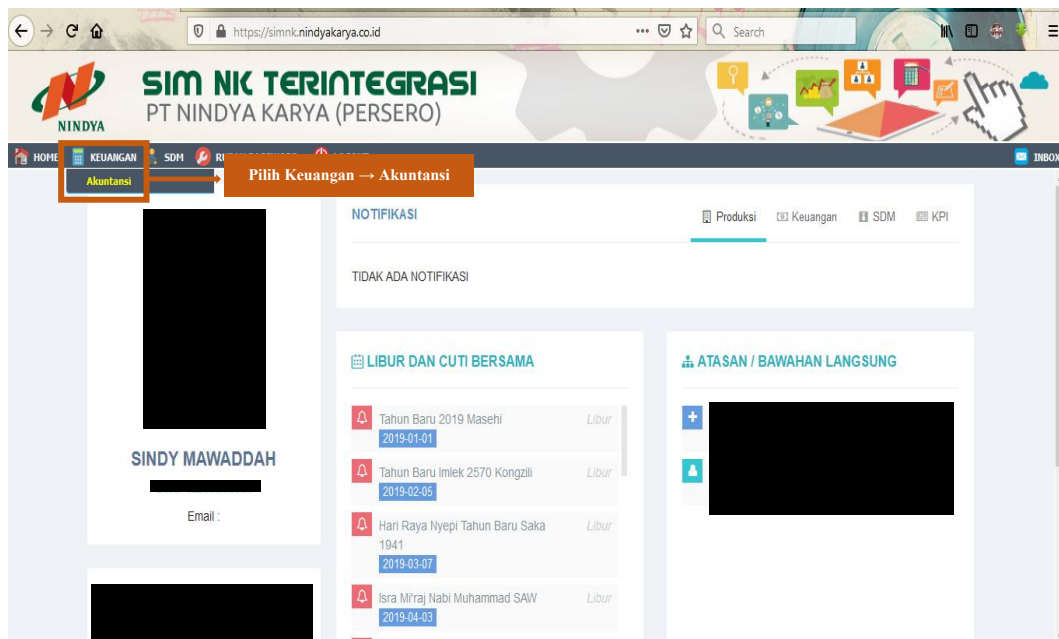 https://simnk.nindyakarya.co.id
Search
NINDYA
SIM NK TERINTEGRASI
PT NINDYA KARYA (PERSERO)
HOME KEUANGAN SDM
INBOX
Akuntansi
Pilih Keuangan → Akuntansi
NOTIFIKASI
Produksi Keuangan SDM KPI
TIDAK ADA NOTIFIKASI
SINDY MAWADDAH
Email :
LIBUR DAN CUTI BERSAMA
Tahun Baru 2019 Masehi Libur
2019-01-01
Tahun Baru Imlek 2570 Kongzili Libur
2019-02-05
Hari Raya Nyepi Tahun Baru Saka Libur
1941
2019-03-07
Isra Mi'raj Nabi Muhammad SAW Libur
2019-04-03
ATASAN / BAWAHAN LANGSUNG